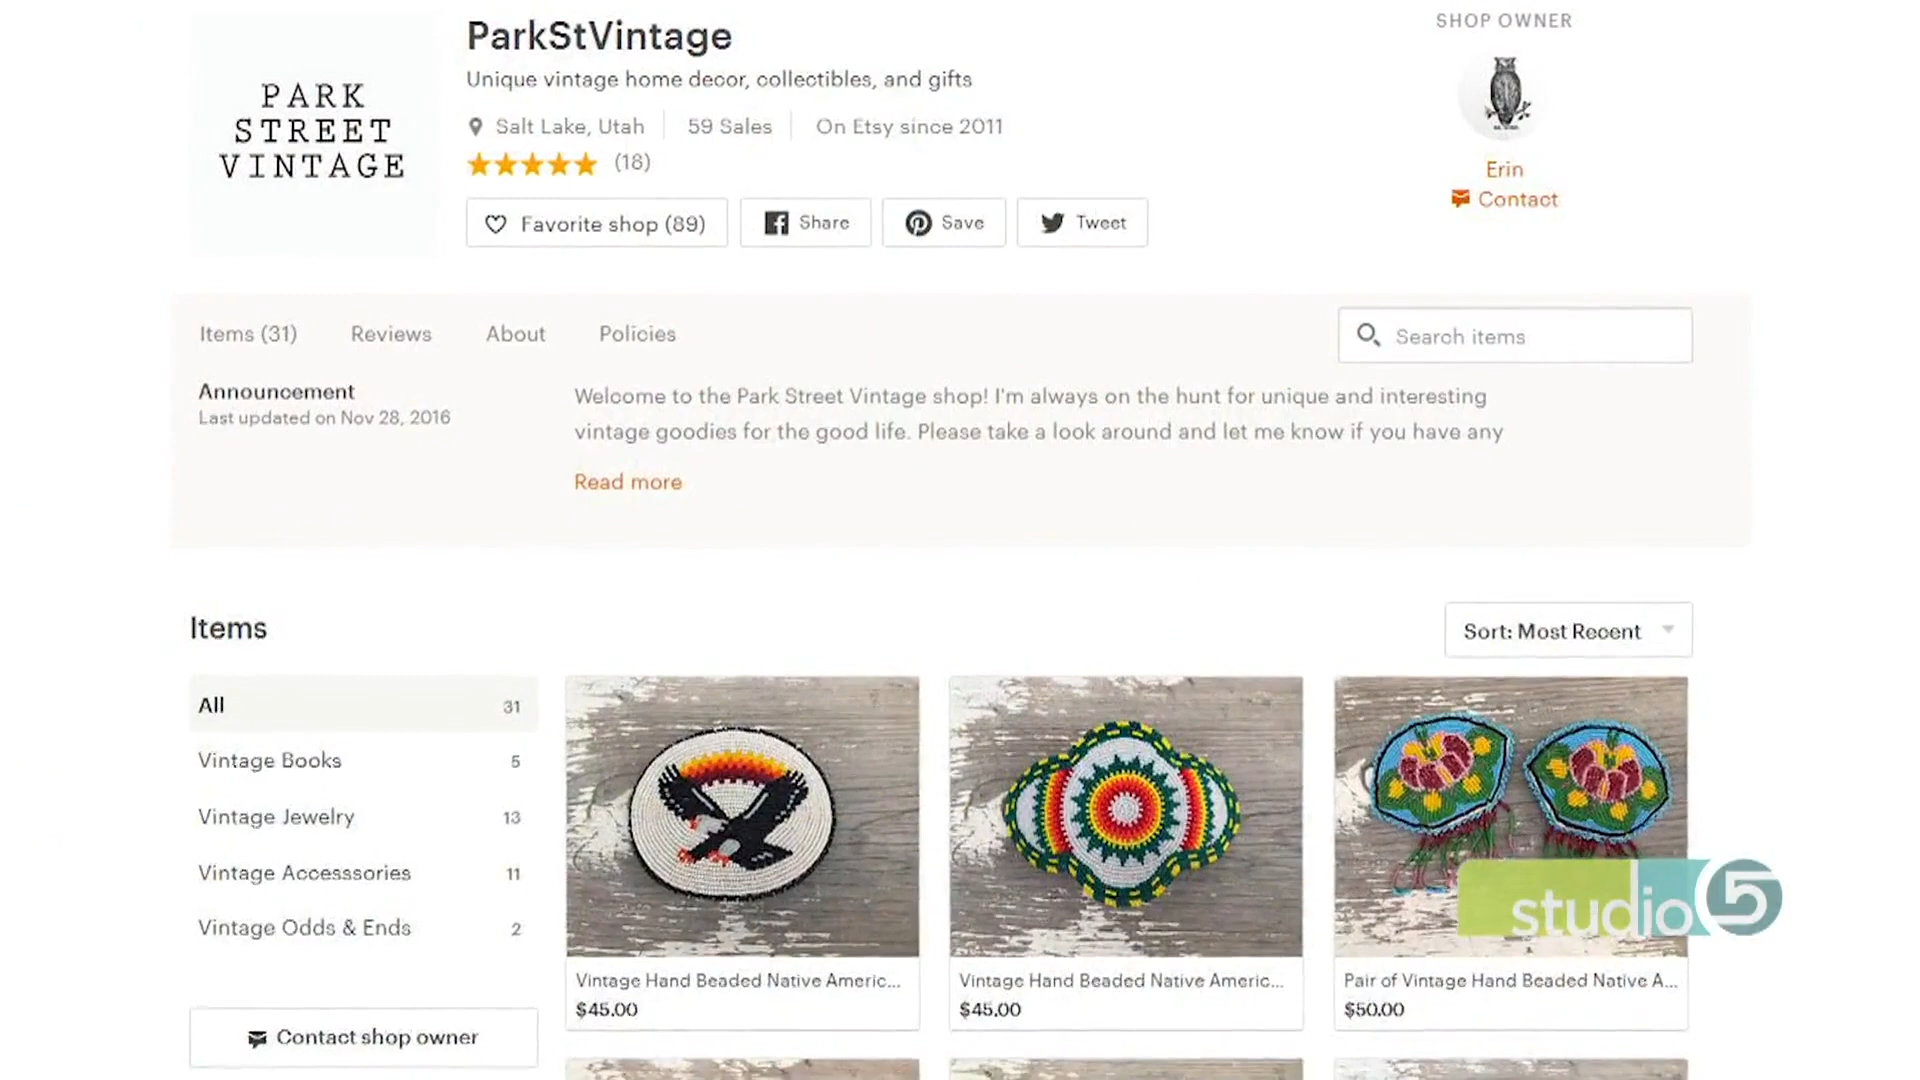 PARK
STREET
VINTAGE
ParkStVintage
Unique vintage home decor, collectibles, and gifts
Salt Lake, Utah
59 Sales
On Etsy since 2011
(18)
Favorite shop (89)
Share
Save
Tweet
SHOP OWNER
Erin
Contact
Items (31)
Reviews
About
Policies
Search items
Announcement
Last updated on Nov 28, 2016
Welcome to the Park Street Vintage shop! I'm always on the hunt for unique and interesting
vintage goodies for the good life. Please take a look around and let me know if you have any
Read more
Items
Sort: Most Recent
All 31
Vintage Books 5
Vintage Jewelry 13
Vintage Accesssories 11
Vintage Odds & Ends 2
Contact shop owner
Vintage Hand Beaded Native Americ...
$45.00
Vintage Hand Beaded Native Americ...
$45.00
Pair of Vintage Hand Beaded Native A...
$50.00
studio 5